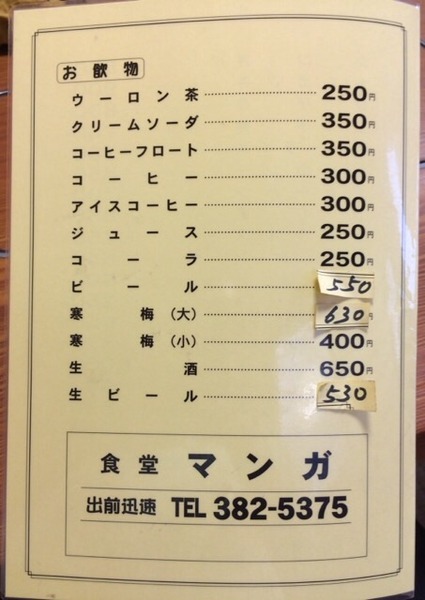 お飲物
ウーロン茶 250円
クリームソーダ 350円
コーヒーフロート 350円
コーヒー 300円
アイスコーヒー 300円
ジュース 250円
コーラ 250円
ビール 550
寒梅(大) 630円
寒梅(小) 400円
生酒 650円
生ビール 530
食堂 マンガ
出前迅速 TEL 382-5375